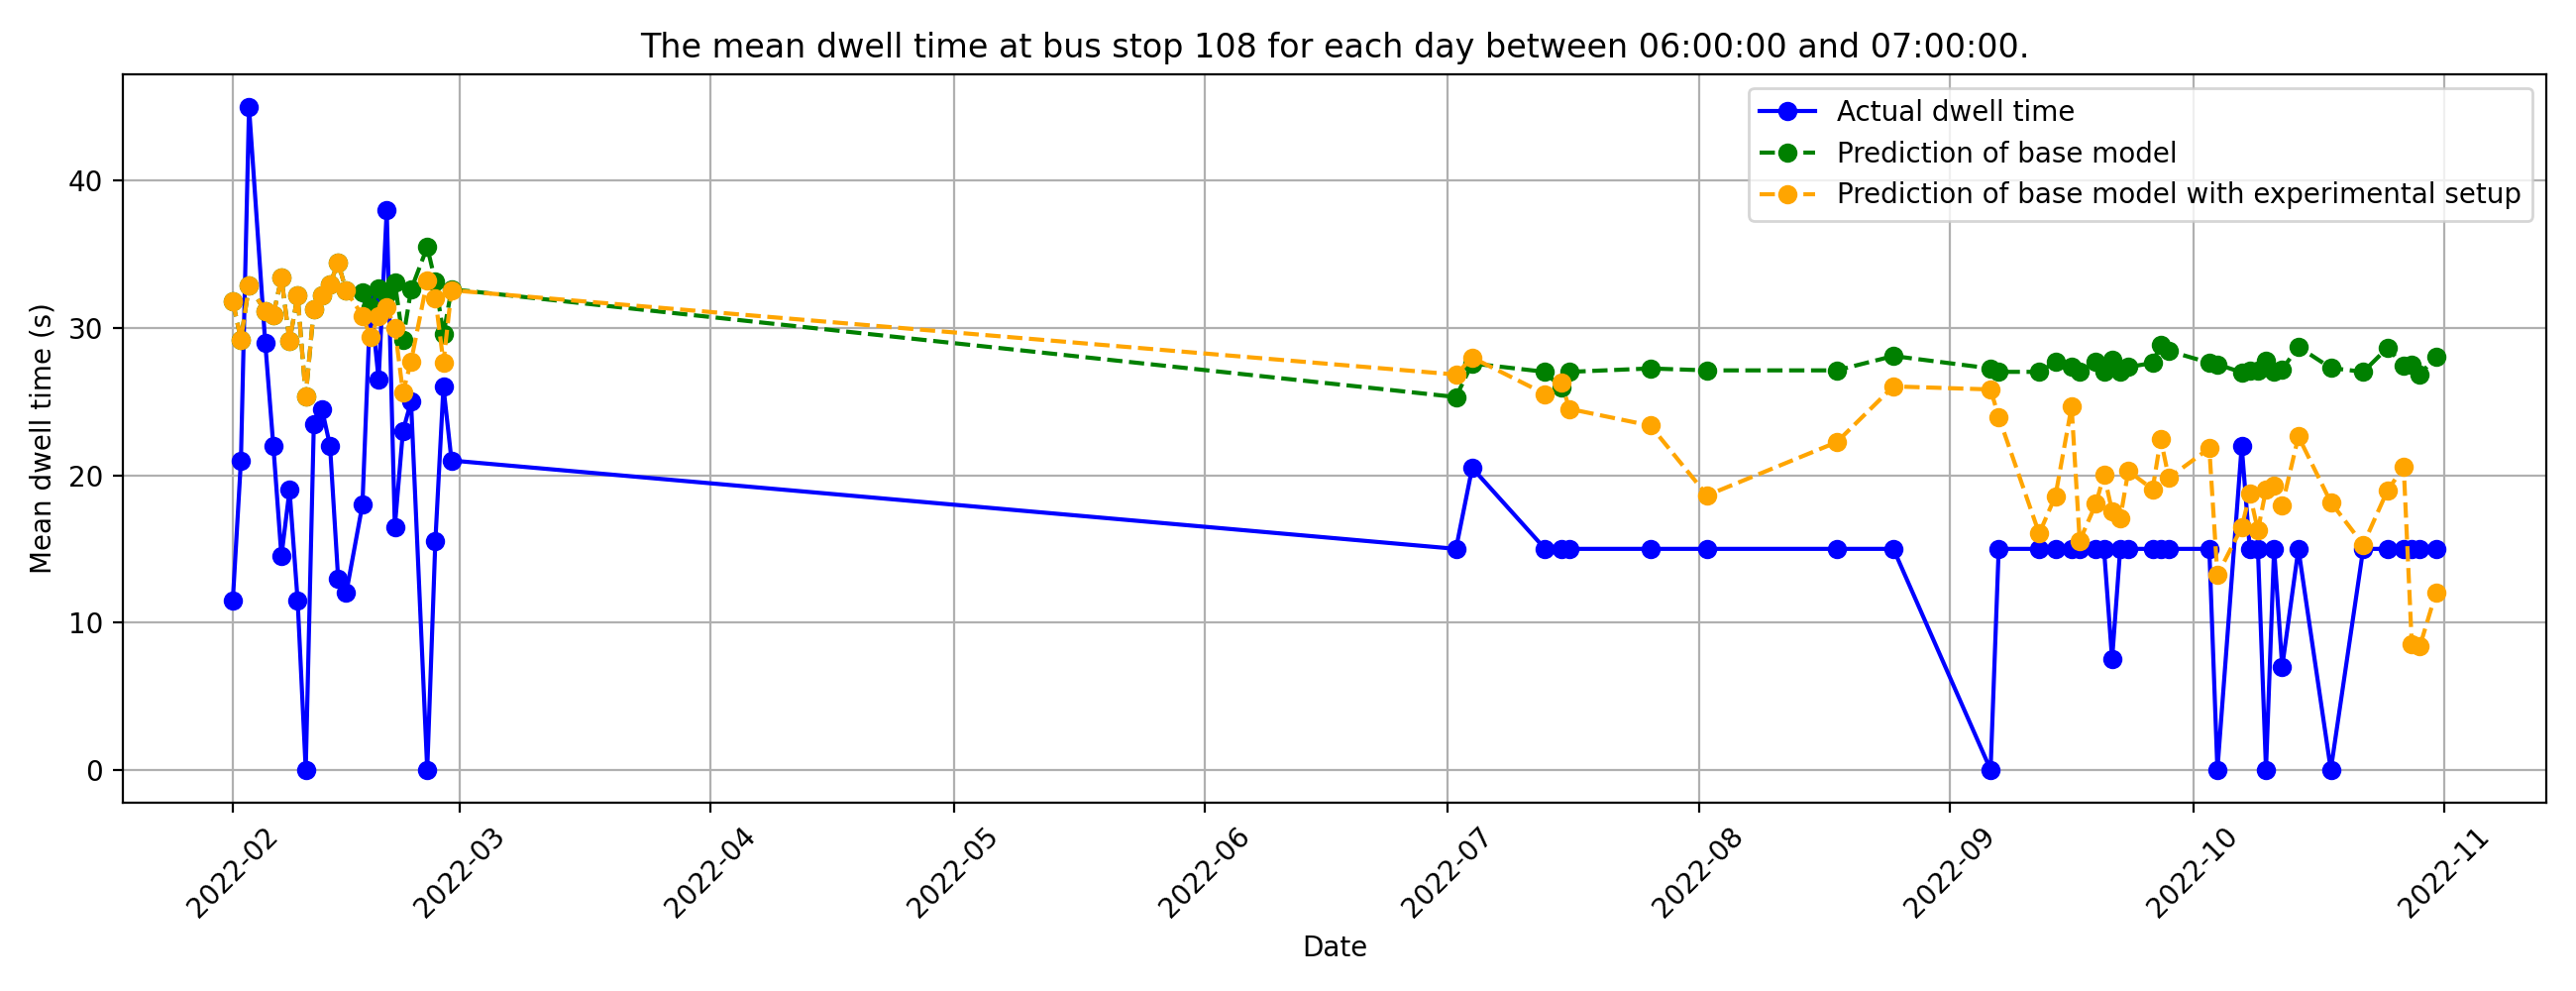 The mean dwell time at bus stop 108 for each day between 06:00:00 and 07:00:00.
Actual dwell time
Prediction of base model
Prediction of base model with experimental setup
Mean dwell time (s)
40
30
20
10
0
2022-02
2022-03
2022-04
2022-05
2022-06
2022-07
2022-08
2022-09
2022-10
2022-11
Date